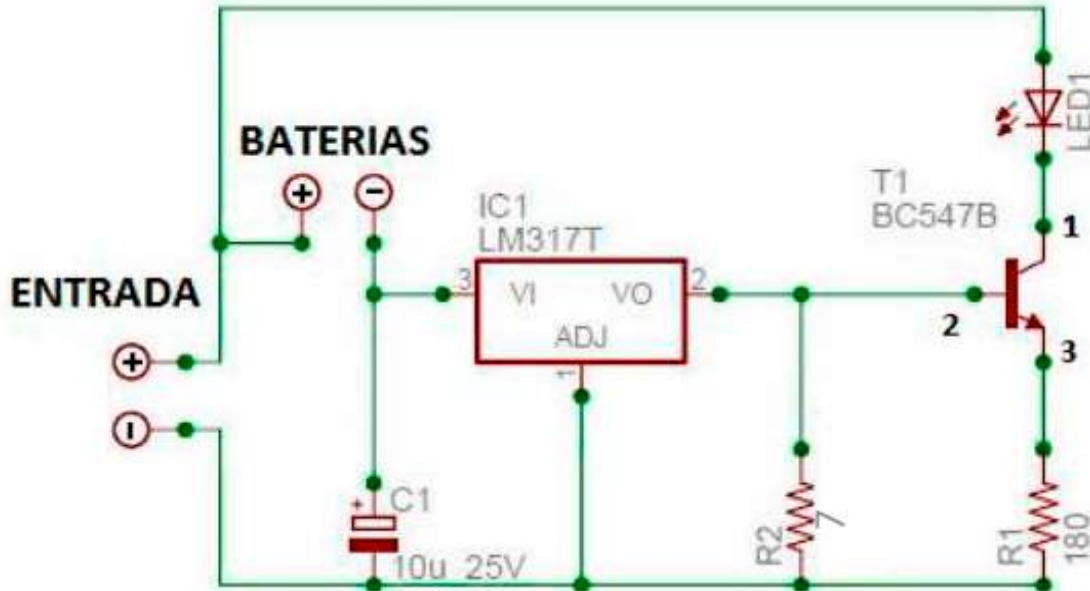 BATERIAS
+ −
ENTRADA
+
−
IC1
LM317T
3 VI VO 2
ADJ
1
T1
BC547B
1
2
3
LED1
+ C1
10u 25V
R2
7
R1
180